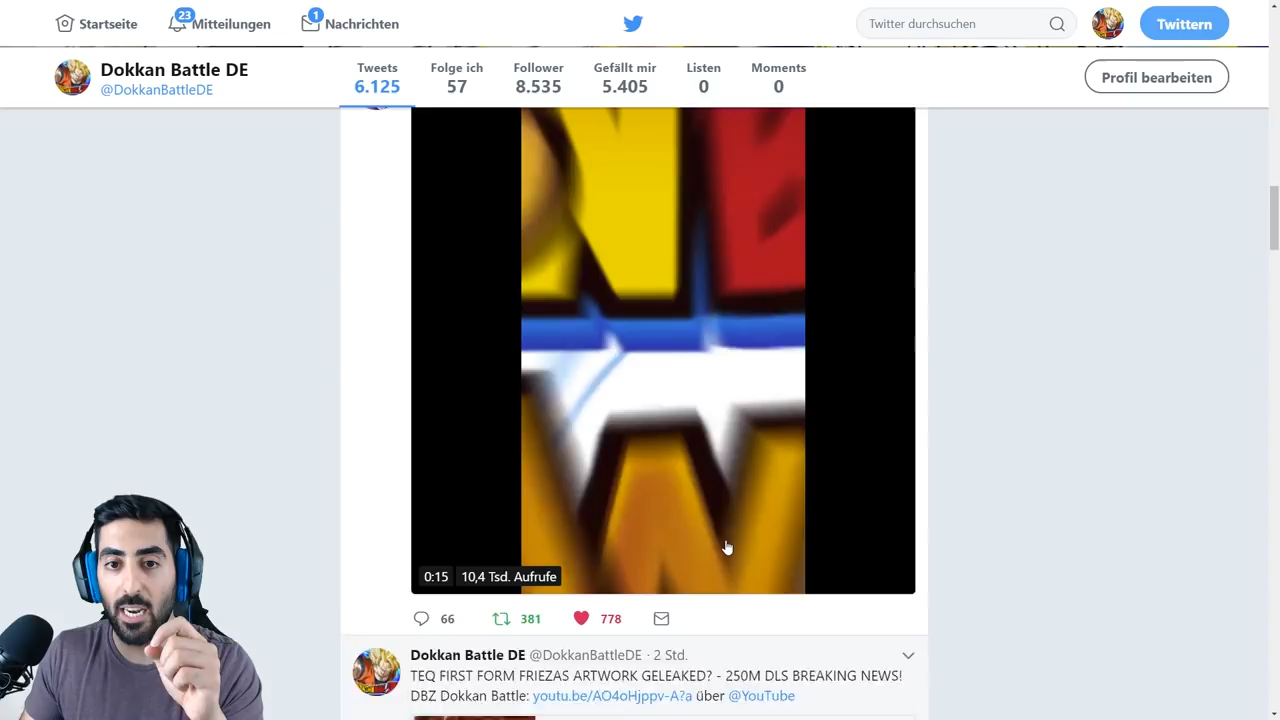 23
Startseite
Mitteilungen
1
Nachrichten
Twitter durchsuchen
Twittern
Dokkan Battle DE
@DokkanBattleDE
Tweets
6.125
Folge ich
57
Follower
8.535
Gefällt mir
5.405
Listen
0
Moments
0
Profil bearbeiten
0:15
10,4 Tsd. Aufrufe
66
381
778
Dokkan Battle DE @DokkanBattleDE · 2 Std.
TEQ FIRST FORM FRIEZAS ARTWORK GELEAKED? - 250M DLS BREAKING NEWS!
DBZ Dokkan Battle: youtu.be/AO4oHjppv-A?a über @YouTube